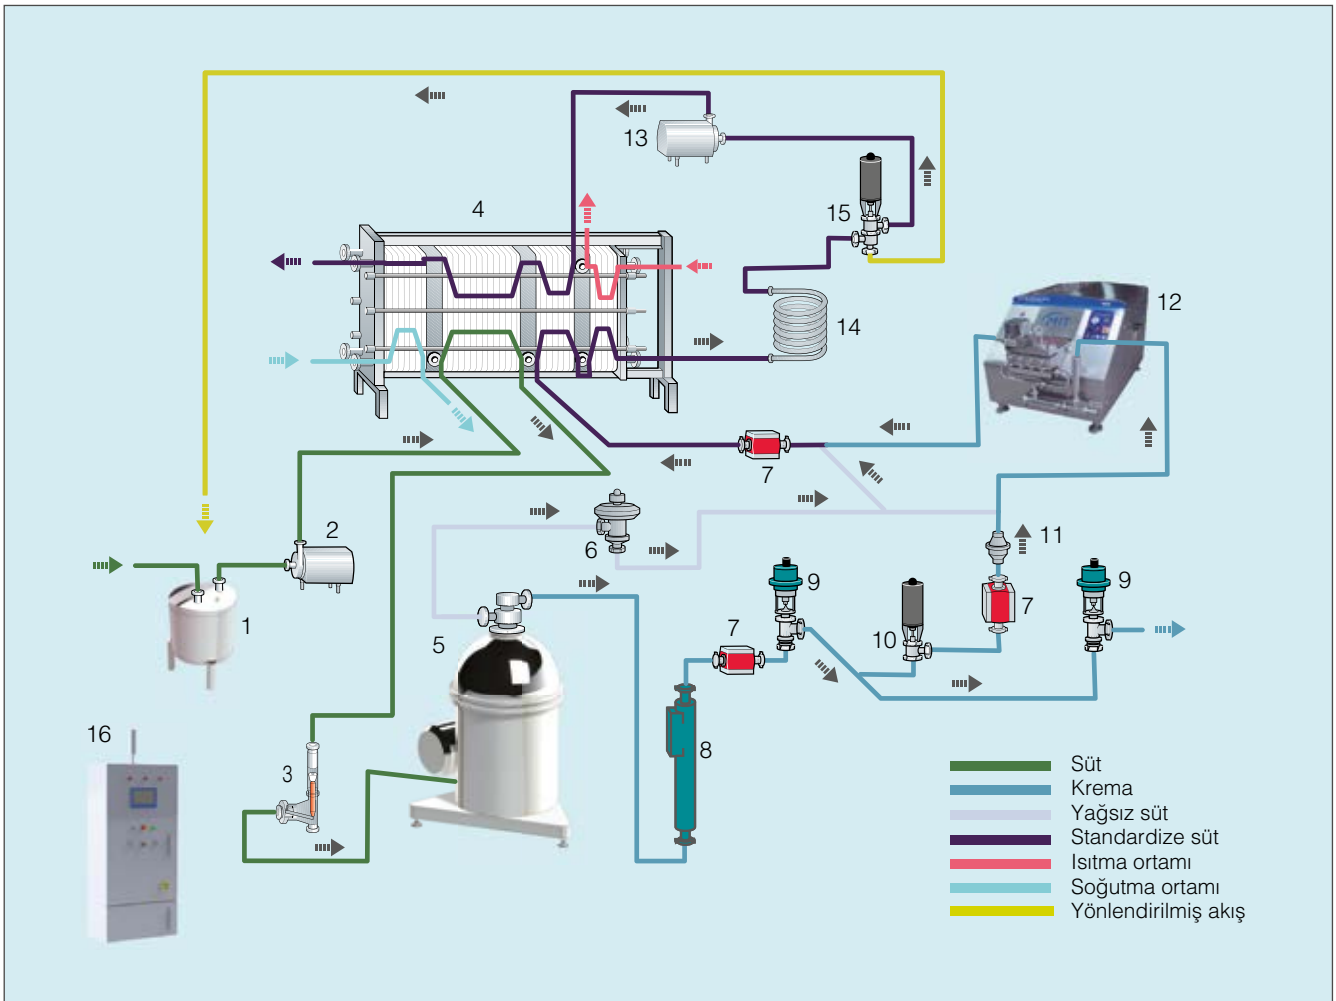 13
4
15
12
14
7
2
6
11
9
9
1
5
7
10
7
16
3
8
Süt
Krema
Yağsız süt
Standardize süt
Isıtma ortamı
Soğutma ortamı
Yönlendirilmiş akış